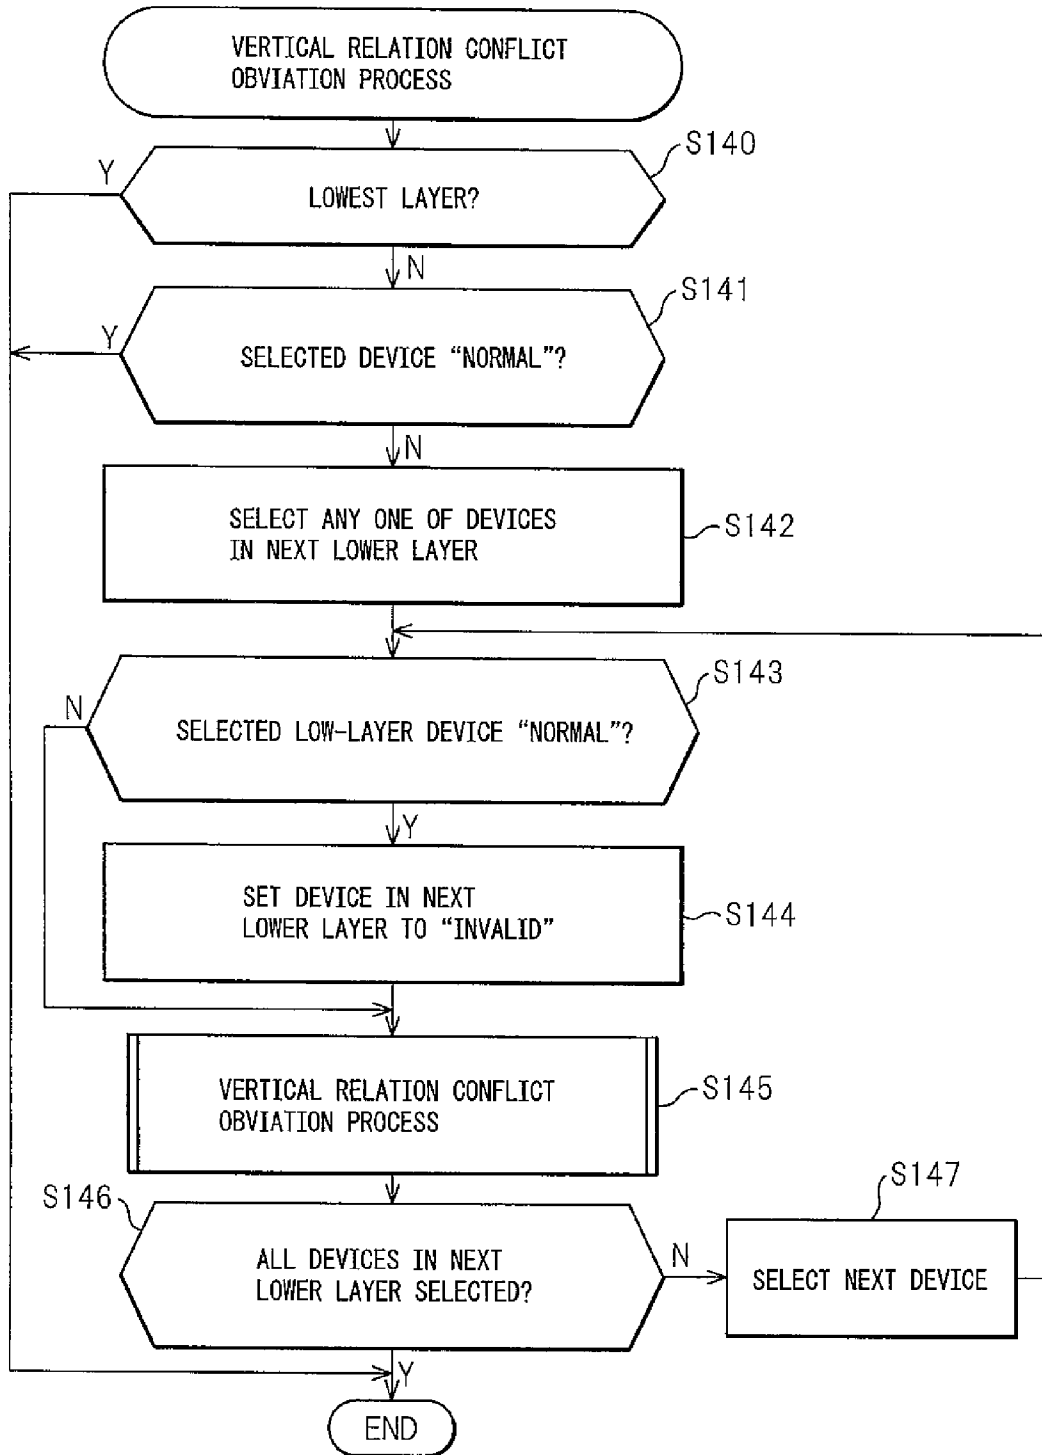 VERTICAL RELATION CONFLICT
OBVIATION PROCESS
S140
Y
LOWEST LAYER?
N
S141
Y
SELECTED DEVICE “NORMAL”?
N
SELECT ANY ONE OF DEVICES
IN NEXT LOWER LAYER
S142
S143
N
SELECTED LOW-LAYER DEVICE “NORMAL”?
Y
SET DEVICE IN NEXT
LOWER LAYER TO “INVALID”
S144
VERTICAL RELATION CONFLICT
OBVIATION PROCESS
S145
S146
ALL DEVICES IN NEXT
LOWER LAYER SELECTED?
N
S147
SELECT NEXT DEVICE
Y
END